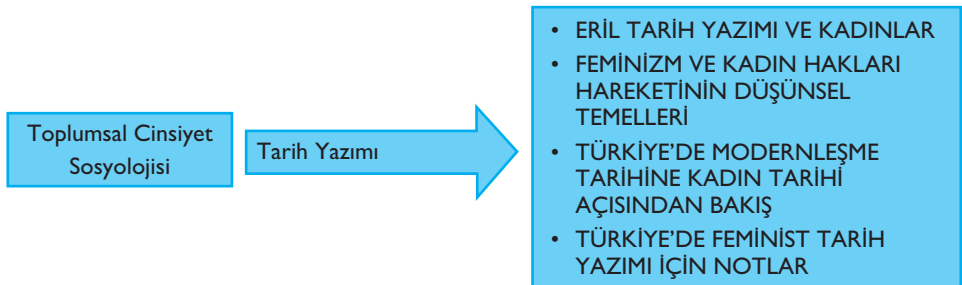 Toplumsal Cinsiyet
Sosyolojisi
Tarih Yazımı
• ERİL TARİH YAZIMI VE KADINLAR
• FEMİNİZM VE KADIN HAKLARI
HAREKETİNİN DÜŞÜNSEL
TEMELLERİ
• TÜRKİYE’DE MODERNLEŞME
TARİHİNE KADIN TARİHİ
AÇISINDAN BAKIŞ
• TÜRKİYE’DE FEMİNİST TARİH
YAZIMI İÇİN NOTLAR